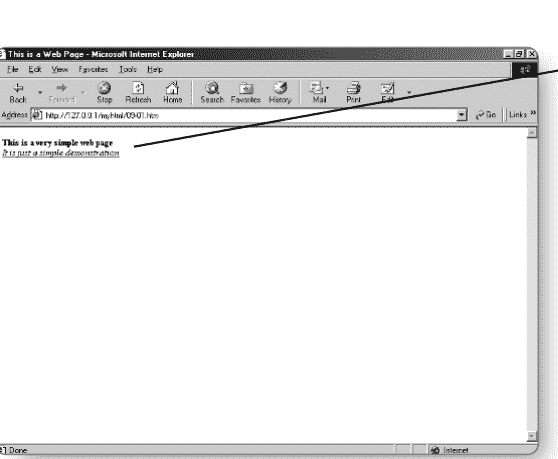 This is a Web Page - Microsoft Internet Explorer
File Edit View Favorites Tools Help
Back Forward Stop Refresh Home Search Favorites History Mail Print Edit
Address http://127.0.0.1/myhtml/09-01.htm Go Links »
This is a very simple web page
It is just a simple demonstration
Done Internet